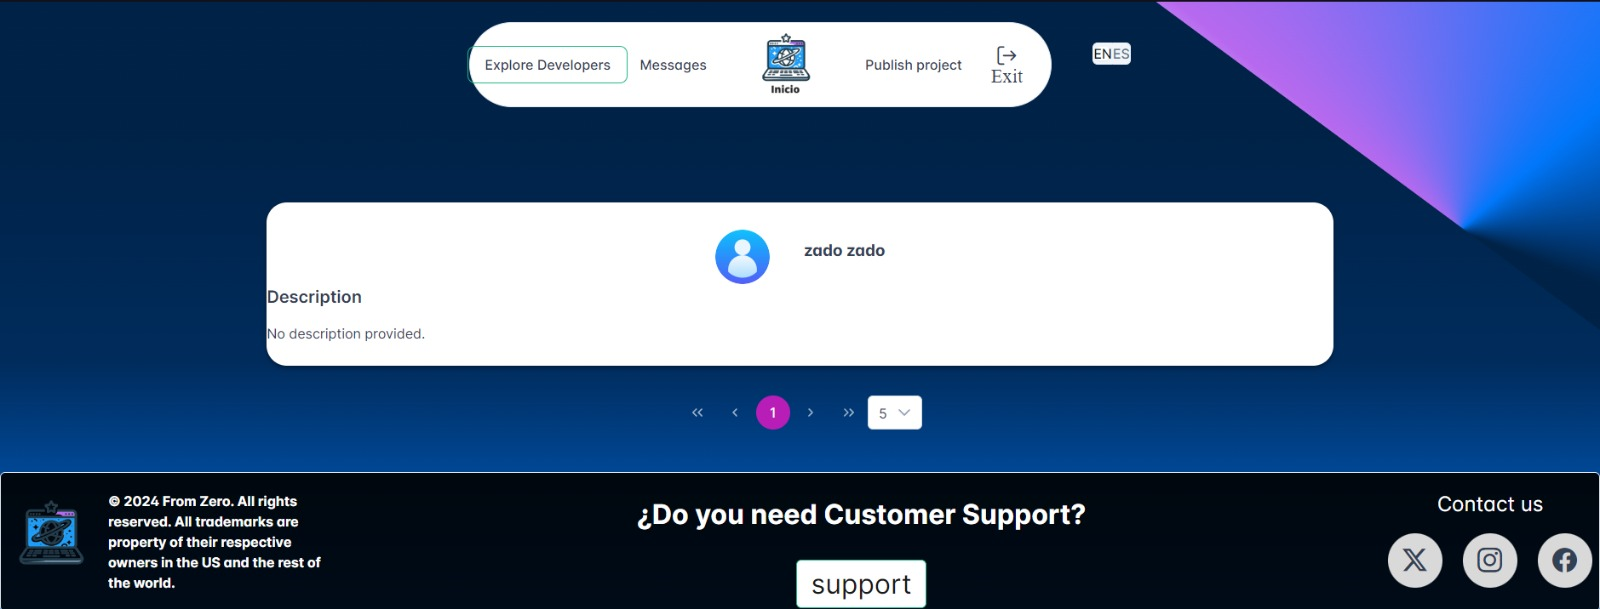 Explore Developers
Messages
Inicio
Publish project
Exit
ENES
zado zado
Description
No description provided.
« ‹ 1 › » 5
© 2024 From Zero. All rights
reserved. All trademarks are
property of their respective
owners in the US and the rest of
the world.
¿Do you need Customer Support?
support
Contact us